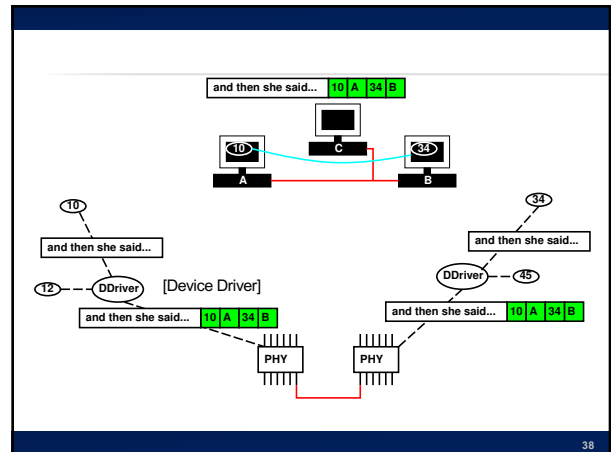 and then she said... 10 A 34 B
C
10 34
A B
10 34
and then she said... and then she said...
12 DDriver [Device Driver] DDriver 45
and then she said... 10 A 34 B and then she said... 10 A 34 B
PHY PHY
38